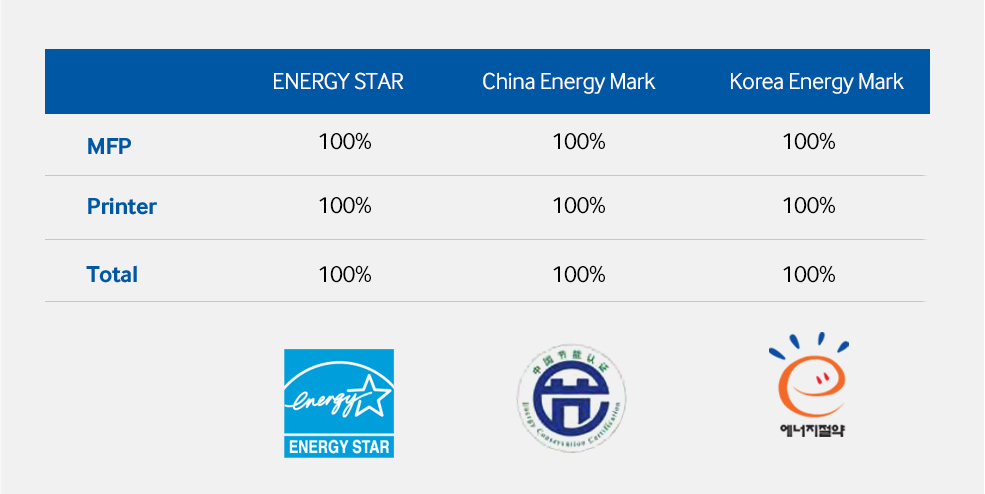 ENERGY STAR China Energy Mark Korea Energy Mark
MFP 100% 100% 100%
Printer 100% 100% 100%
Total 100% 100% 100%
energy
ENERGY STAR
中国节能认证
Energy Conservation Certification
에너지절약